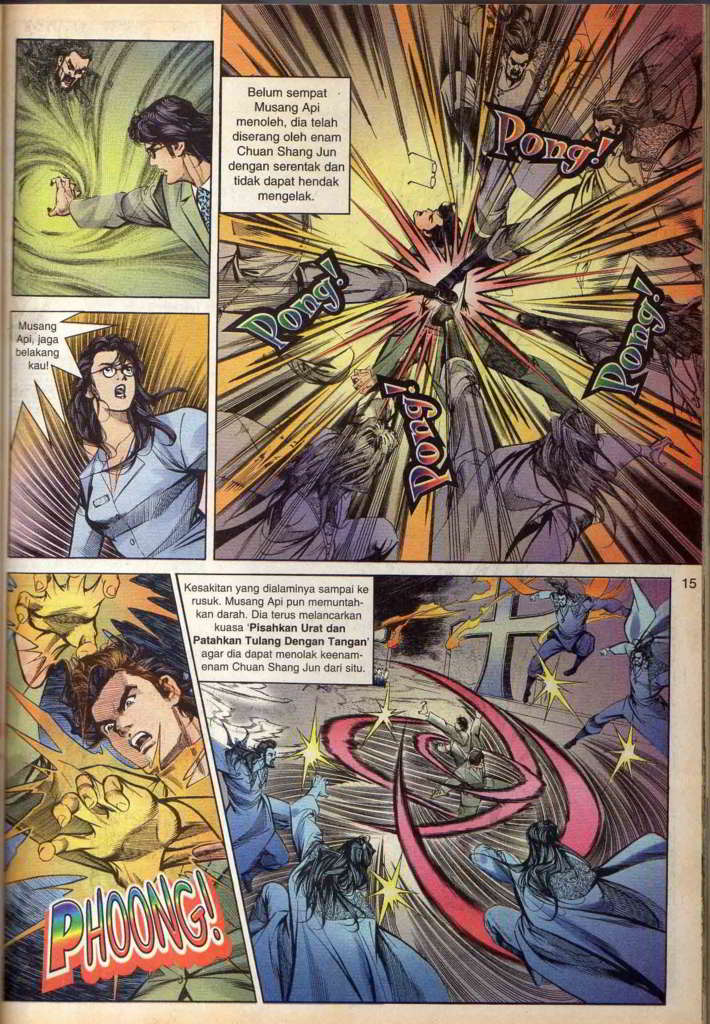 Belum sempat
Musang Api
menoleh, dia telah
diserang oleh enam
Chuan Shang Jun
dengan serentak dan
tidak dapat hendak
mengelak.
Pong!
Pong!
Pong!
Pong!
Musang
Api, jaga
belakang
kau!
15
Kesakitan yang dialaminya sampai ke
rusuk. Musang Api pun memuntah-
kan darah. Dia terus melancarkan
kuasa 'Pisahkan Urat dan
Patahkan Tulang Dengan Tangan'
agar dia dapat menolak keenam-
enam Chuan Shang Jun dari situ.
PHOONG!